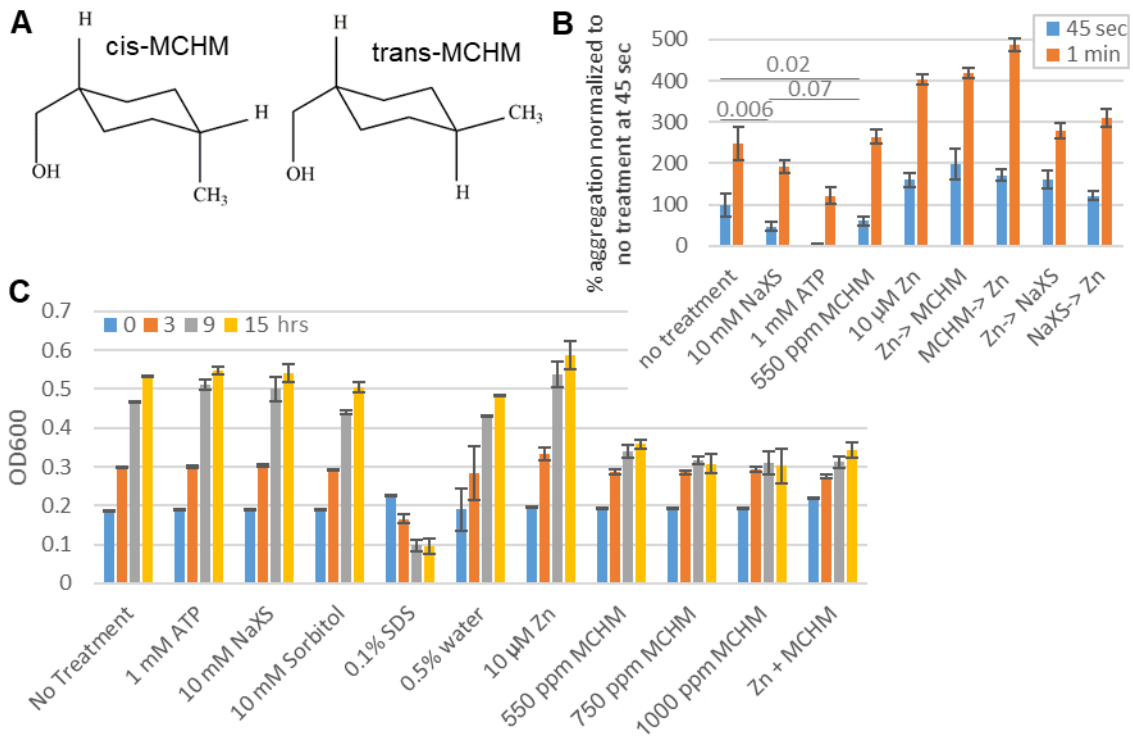 A
H
cis-MCHM
H
OH
CH3
H
trans-MCHM
CH3
OH
H
B
% aggregation normalized to
no treatment at 45 sec
500
400
300
200
100
0
45 sec
1 min
0.02
0.07
0.006
no treatment
10 mM NaXS
1 mM ATP
550 ppm MCHM
10 µM Zn
Zn-> MCHM
MCHM-> Zn
Zn-> NaXS
NaXS-> Zn
C
OD600
0.7
0.6
0.5
0.4
0.3
0.2
0.1
0
0 3 9 15 hrs
No Treatment
1 mM ATP
10 mM NaXS
10 mM Sorbitol
0.1% SDS
0.5% water
10 µM Zn
550 ppm MCHM
750 ppm MCHM
1000 ppm MCHM
Zn + MCHM